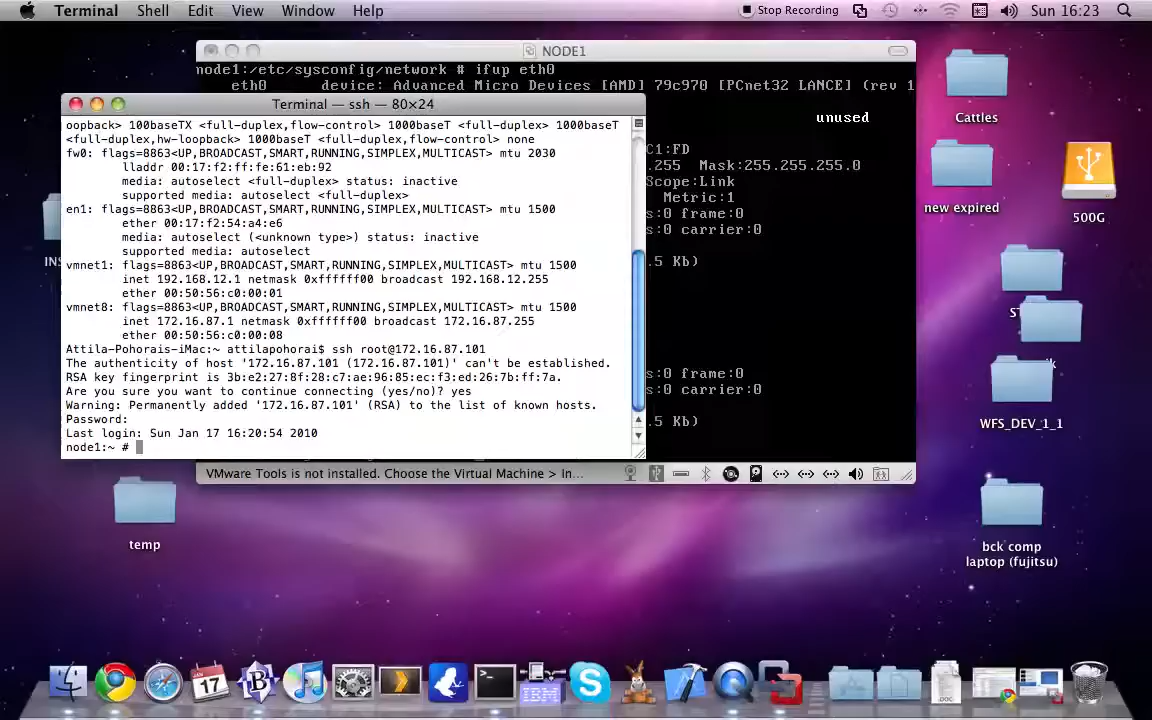 Terminal Shell Edit View Window Help Stop Recording Sun 16:23
NODE1
node1:/etc/sysconfig/network # ifup eth0
eth0 device: Advanced Micro Devices [AMD] 79c970 [PCnet32 LANCE] (rev 1
unused
C1:FD
.255 Mask:255.255.255.0
Scope:Link
Metric:1
s:0 frame:0
s:0 carrier:0
.5 Kb)
s:0 frame:0
s:0 carrier:0
.5 Kb)
VMware Tools is not installed. Choose the Virtual Machine > In...
Terminal — ssh — 80×24
oopback> 100baseTX <full-duplex,flow-control> 1000baseT <full-duplex> 1000baseT
<full-duplex,hw-loopback> 1000baseT <full-duplex,flow-control> none
fw0: flags=8863<UP,BROADCAST,SMART,RUNNING,SIMPLEX,MULTICAST> mtu 2030
lladdr 00:17:f2:ff:fe:61:eb:92
media: autoselect <full-duplex> status: inactive
supported media: autoselect <full-duplex>
en1: flags=8863<UP,BROADCAST,SMART,RUNNING,SIMPLEX,MULTICAST> mtu 1500
ether 00:17:f2:54:a4:e6
media: autoselect (<unknown type>) status: inactive
supported media: autoselect
vmnet1: flags=8863<UP,BROADCAST,SMART,RUNNING,SIMPLEX,MULTICAST> mtu 1500
inet 192.168.12.1 netmask 0xffffff00 broadcast 192.168.12.255
ether 00:50:56:c0:00:01
vmnet8: flags=8863<UP,BROADCAST,SMART,RUNNING,SIMPLEX,MULTICAST> mtu 1500
inet 172.16.87.1 netmask 0xffffff00 broadcast 172.16.87.255
ether 00:50:56:c0:00:08
Attila-Pohorais-iMac:~ attilapohorai$ ssh root@172.16.87.101
The authenticity of host '172.16.87.101 (172.16.87.101)' can't be established.
RSA key fingerprint is 3b:e2:27:8f:28:c7:ae:96:85:ec:f3:ed:26:7b:ff:7a.
Are you sure you want to continue connecting (yes/no)? yes
Warning: Permanently added '172.16.87.101' (RSA) to the list of known hosts.
Password:
Last login: Sun Jan 17 16:20:54 2010
node1:~ #
Cattles
new expired
500G
WFS_DEV_1_1
bck comp
laptop (fujitsu)
temp
17
IBM